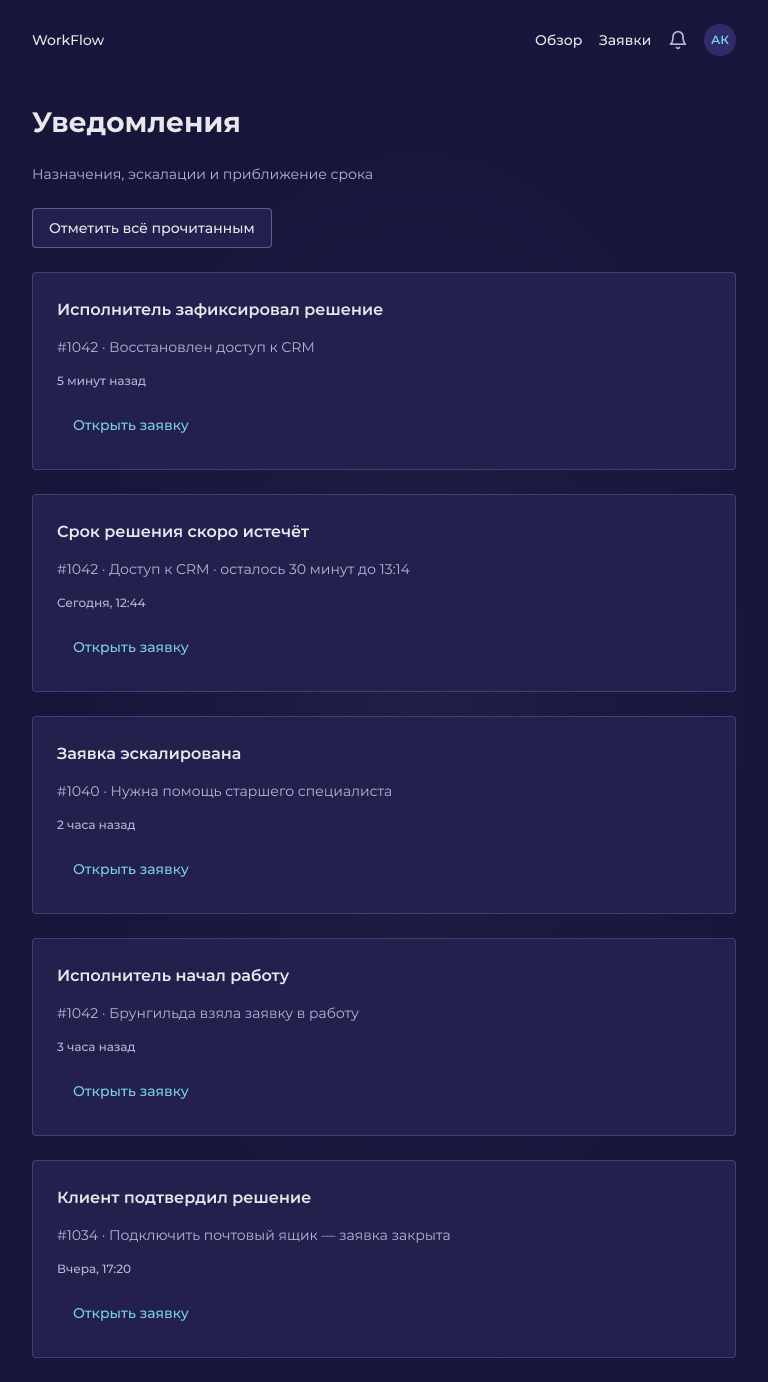 WorkFlow
Обзор
Заявки
АК
Уведомления
Назначения, эскалации и приближение срока
Отметить всё прочитанным
Исполнитель зафиксировал решение
#1042 · Восстановлен доступ к CRM
5 минут назад
Открыть заявку
Срок решения скоро истечёт
#1042 · Доступ к CRM · осталось 30 минут до 13:14
Сегодня, 12:44
Открыть заявку
Заявка эскалирована
#1040 · Нужна помощь старшего специалиста
2 часа назад
Открыть заявку
Исполнитель начал работу
#1042 · Брунгильда взяла заявку в работу
3 часа назад
Открыть заявку
Клиент подтвердил решение
#1034 · Подключить почтовый ящик — заявка закрыта
Вчера, 17:20
Открыть заявку